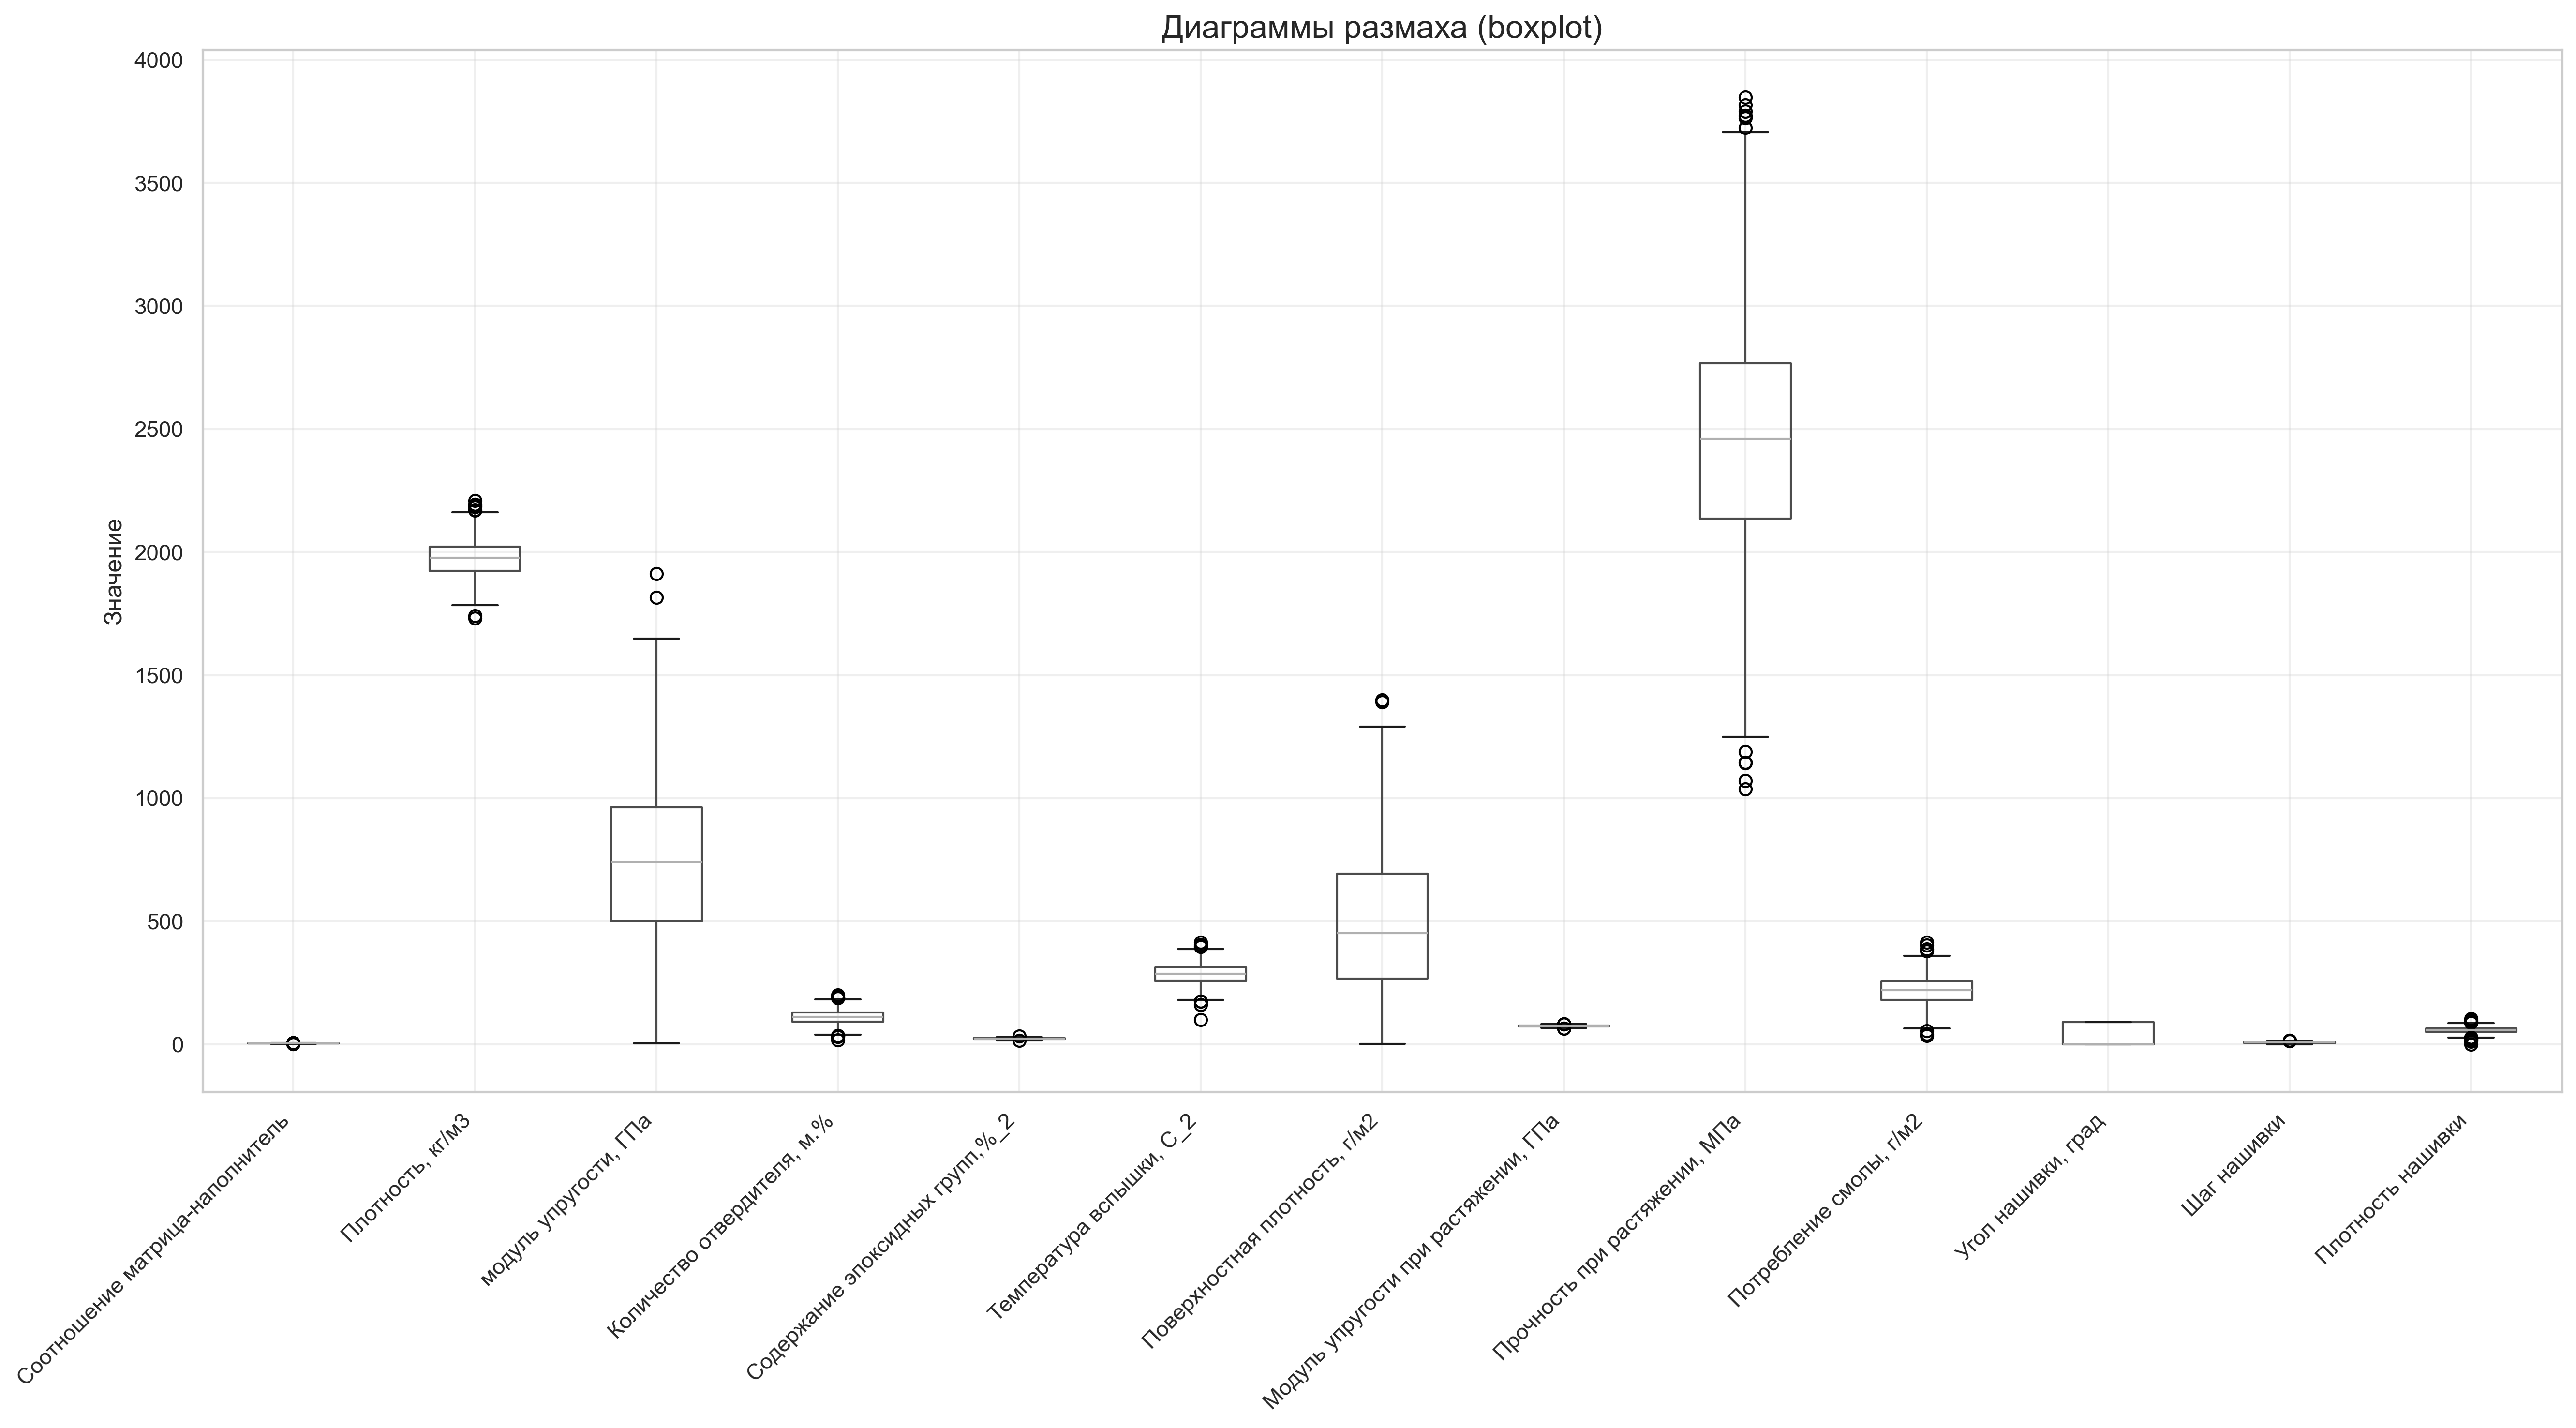 Диаграммы размаха (boxplot)
4000
3500
3000
2500
2000
1500
1000
500
0
Значение
Соотношение матрица-наполнитель
Плотность, кг/м3
модуль упругости, ГПа
Количество отвердителя, м.%
Содержание эпоксидных групп,%_2
Температура вспышки, С_2
Поверхностная плотность, г/м2
Модуль упругости при растяжении, ГПа
Прочность при растяжении, МПа
Потребление смолы, г/м2
Угол нашивки, град
Шаг нашивки
Плотность нашивки